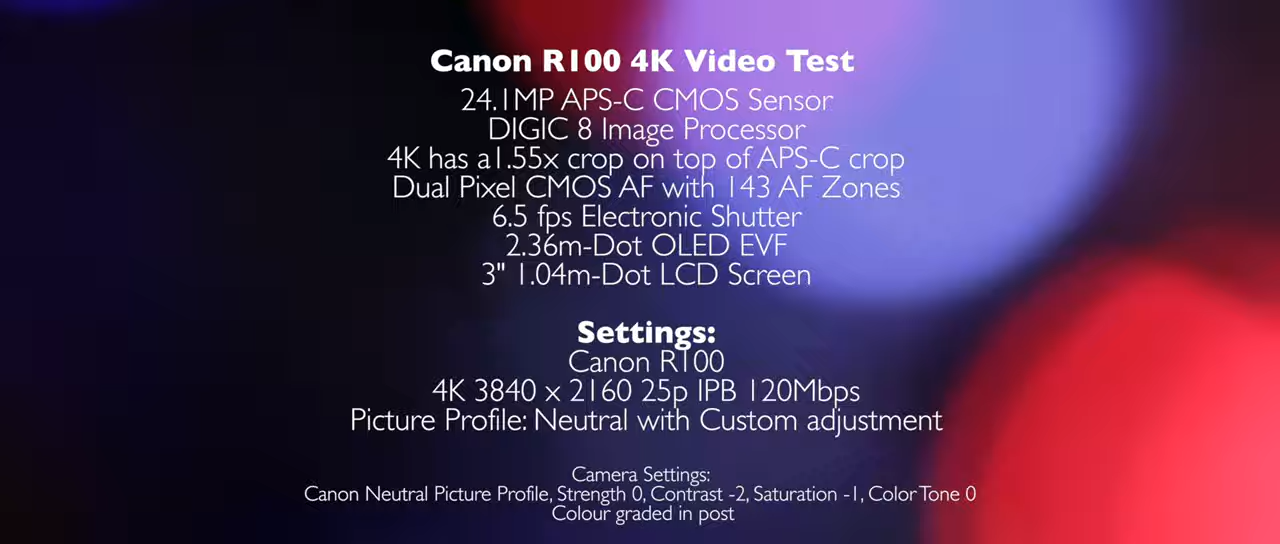 Canon R100 4K Video Test
24.1MP APS-C CMOS Sensor
DIGIC 8 Image Processor
4K has a1.55x crop on top of APS-C crop
Dual Pixel CMOS AF with 143 AF Zones
6.5 fps Electronic Shutter
2.36m-Dot OLED EVF
3" 1.04m-Dot LCD Screen
Settings:
Canon R100
4K 3840 x 2160 25p IPB 120Mbps
Picture Profile: Neutral with Custom adjustment
Camera Settings:
Canon Neutral Picture Profile, Strength 0, Contrast -2, Saturation -1, Color Tone 0
Colour graded in post